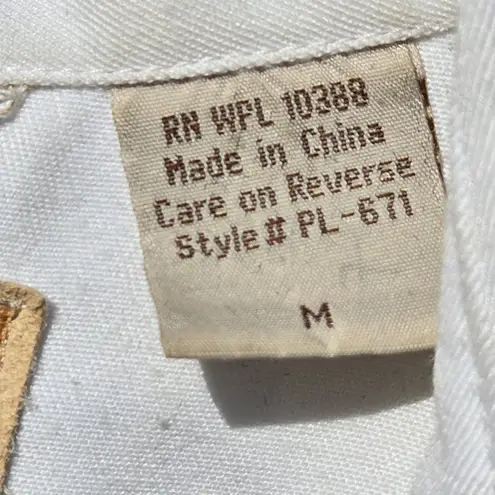 RN WPL 10388
Made in China
Care on Reverse
Style# PL-671
M